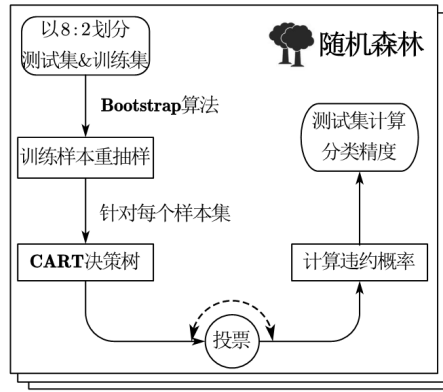 随机森林
以8:2划分
测试集&训练集
Bootstrap算法
训练样本重抽样
针对每个样本集
CART决策树
投票
计算违约概率
测试集计算
分类精度